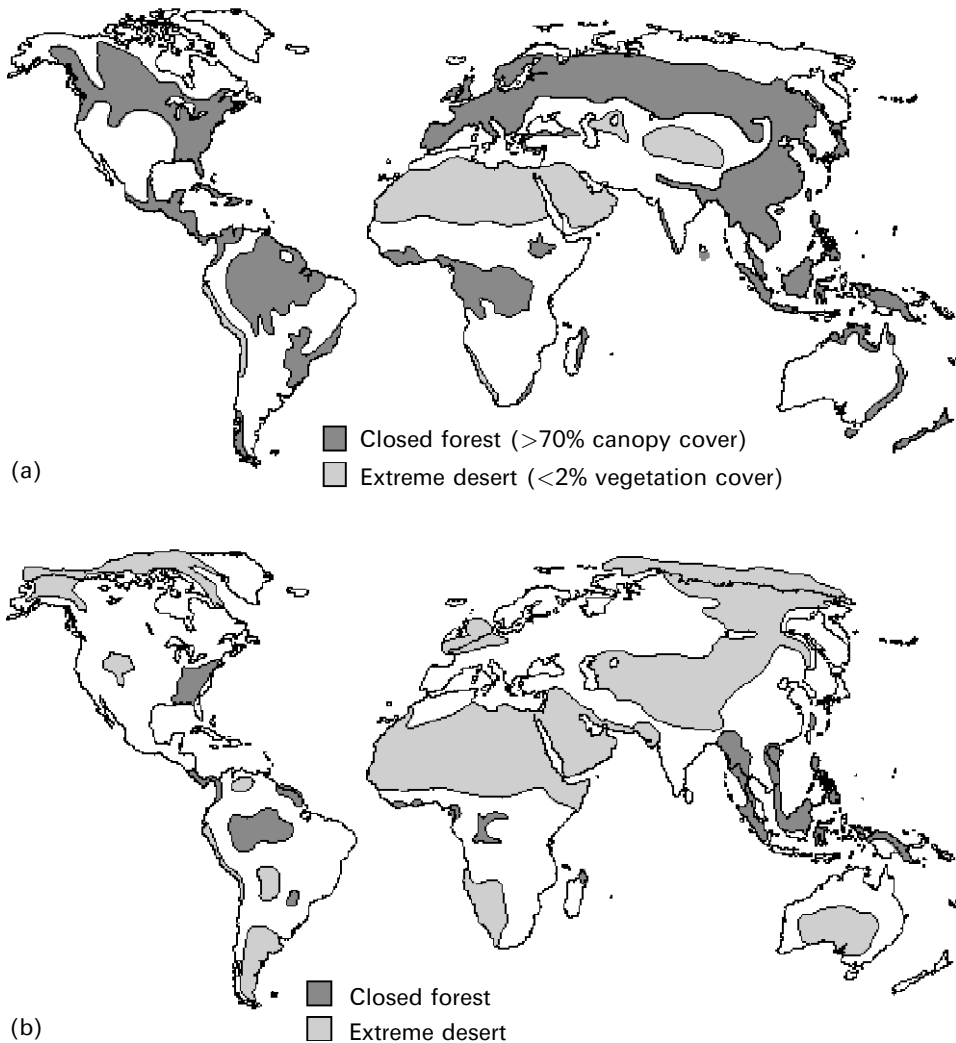 Closed forest (>70% canopy cover)
(a)
Extreme desert (<2% vegetation cover)
Closed forest
(b)
Extreme desert